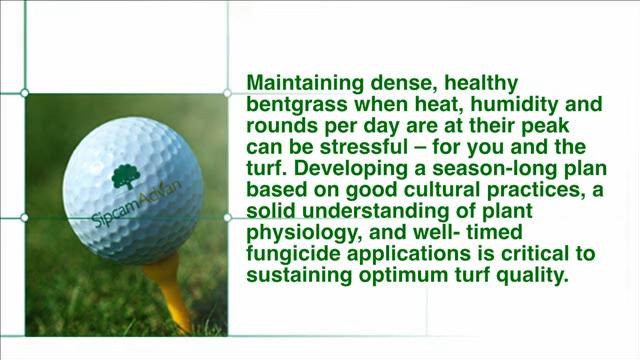 Maintaining dense, healthy
bentgrass when heat, humidity and
rounds per day are at their peak
can be stressful – for you and the
turf. Developing a season-long plan
based on good cultural practices, a
solid understanding of plant
physiology, and well- timed
fungicide applications is critical to
sustaining optimum turf quality.
SipcamAdvan